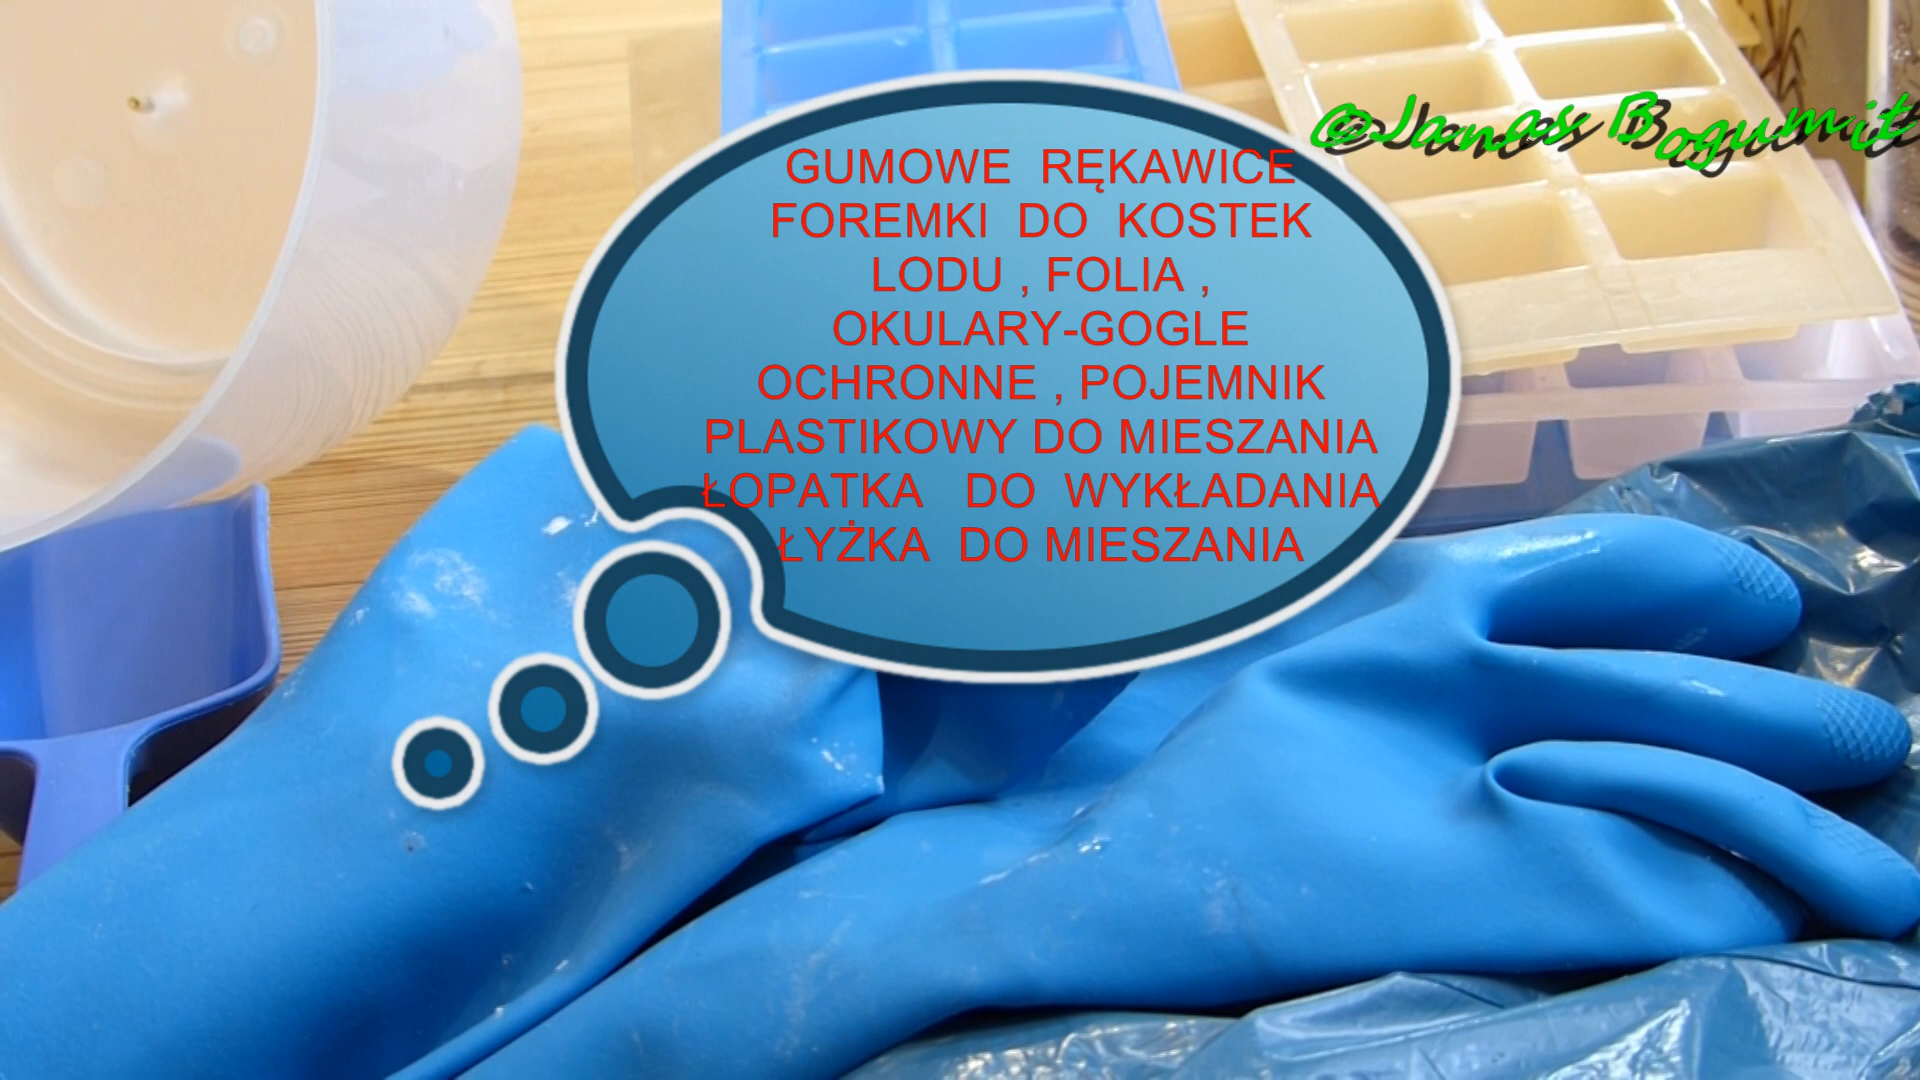 @Janas Bogumit
GUMOWE RĘKAWICE
FOREMKI DO KOSTEK
LODU , FOLIA ,
OKULARY-GOGLE
OCHRONNE , POJEMNIK
PLASTIKOWY DO MIESZANIA
ŁOPATKA DO WYKŁADANIA
ŁYŻKA DO MIESZANIA